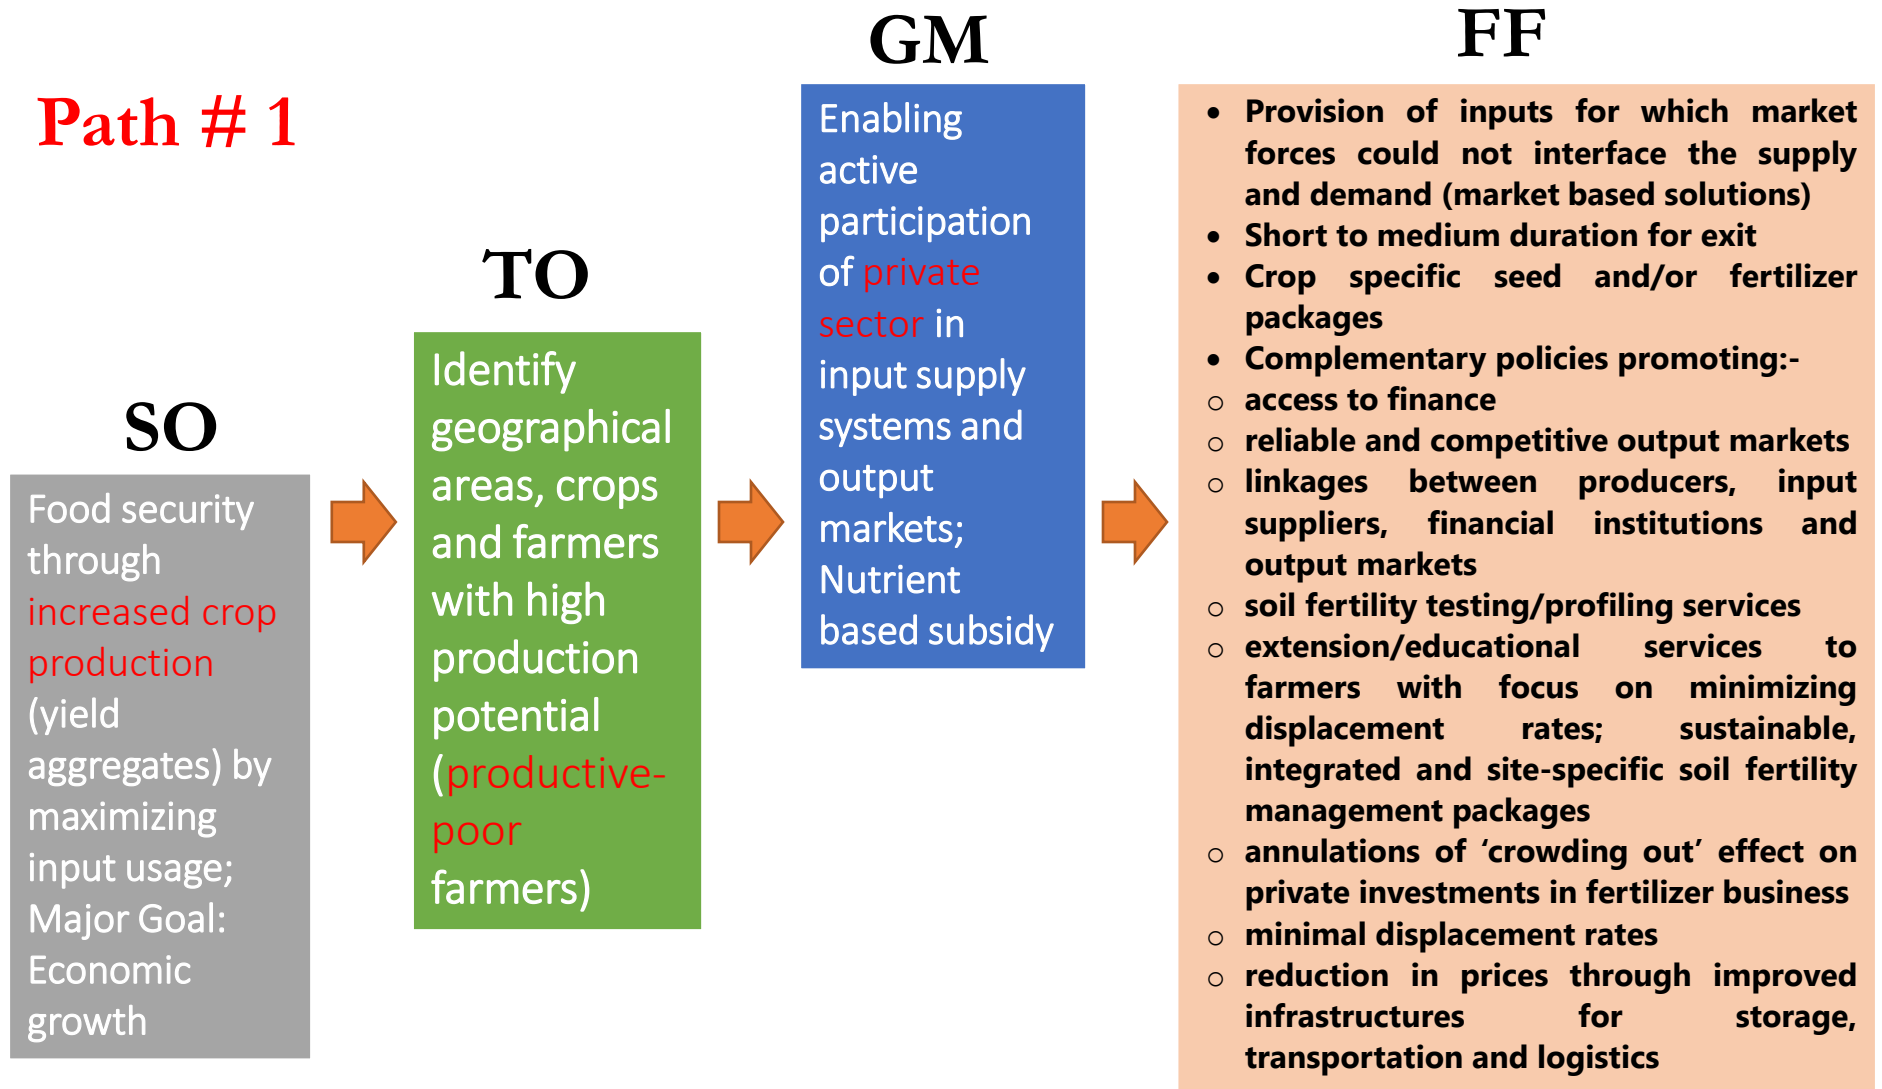 Path # 1
SO
Food security
through
increased crop
production
(yield
aggregates) by
maximizing
input usage;
Major Goal:
Economic
growth
TO
Identify
geographical
areas, crops
and farmers
with high
production
potential
(productive-
poor
farmers)
GM
Enabling
active
participation
of private
sector in
input supply
systems and
output
markets;
Nutrient
based subsidy
FF
• Provision of inputs for which market
forces could not interface the supply
and demand (market based solutions)
• Short to medium duration for exit
• Crop specific seed and/or fertilizer
packages
• Complementary policies promoting:-
o access to finance
o reliable and competitive output markets
o linkages between producers, input
suppliers, financial institutions and
output markets
o soil fertility testing/profiling services
o extension/educational services to
farmers with focus on minimizing
displacement rates; sustainable,
integrated and site-specific soil fertility
management packages
o annulations of ‘crowding out’ effect on
private investments in fertilizer business
o minimal displacement rates
o reduction in prices through improved
infrastructures for storage,
transportation and logistics